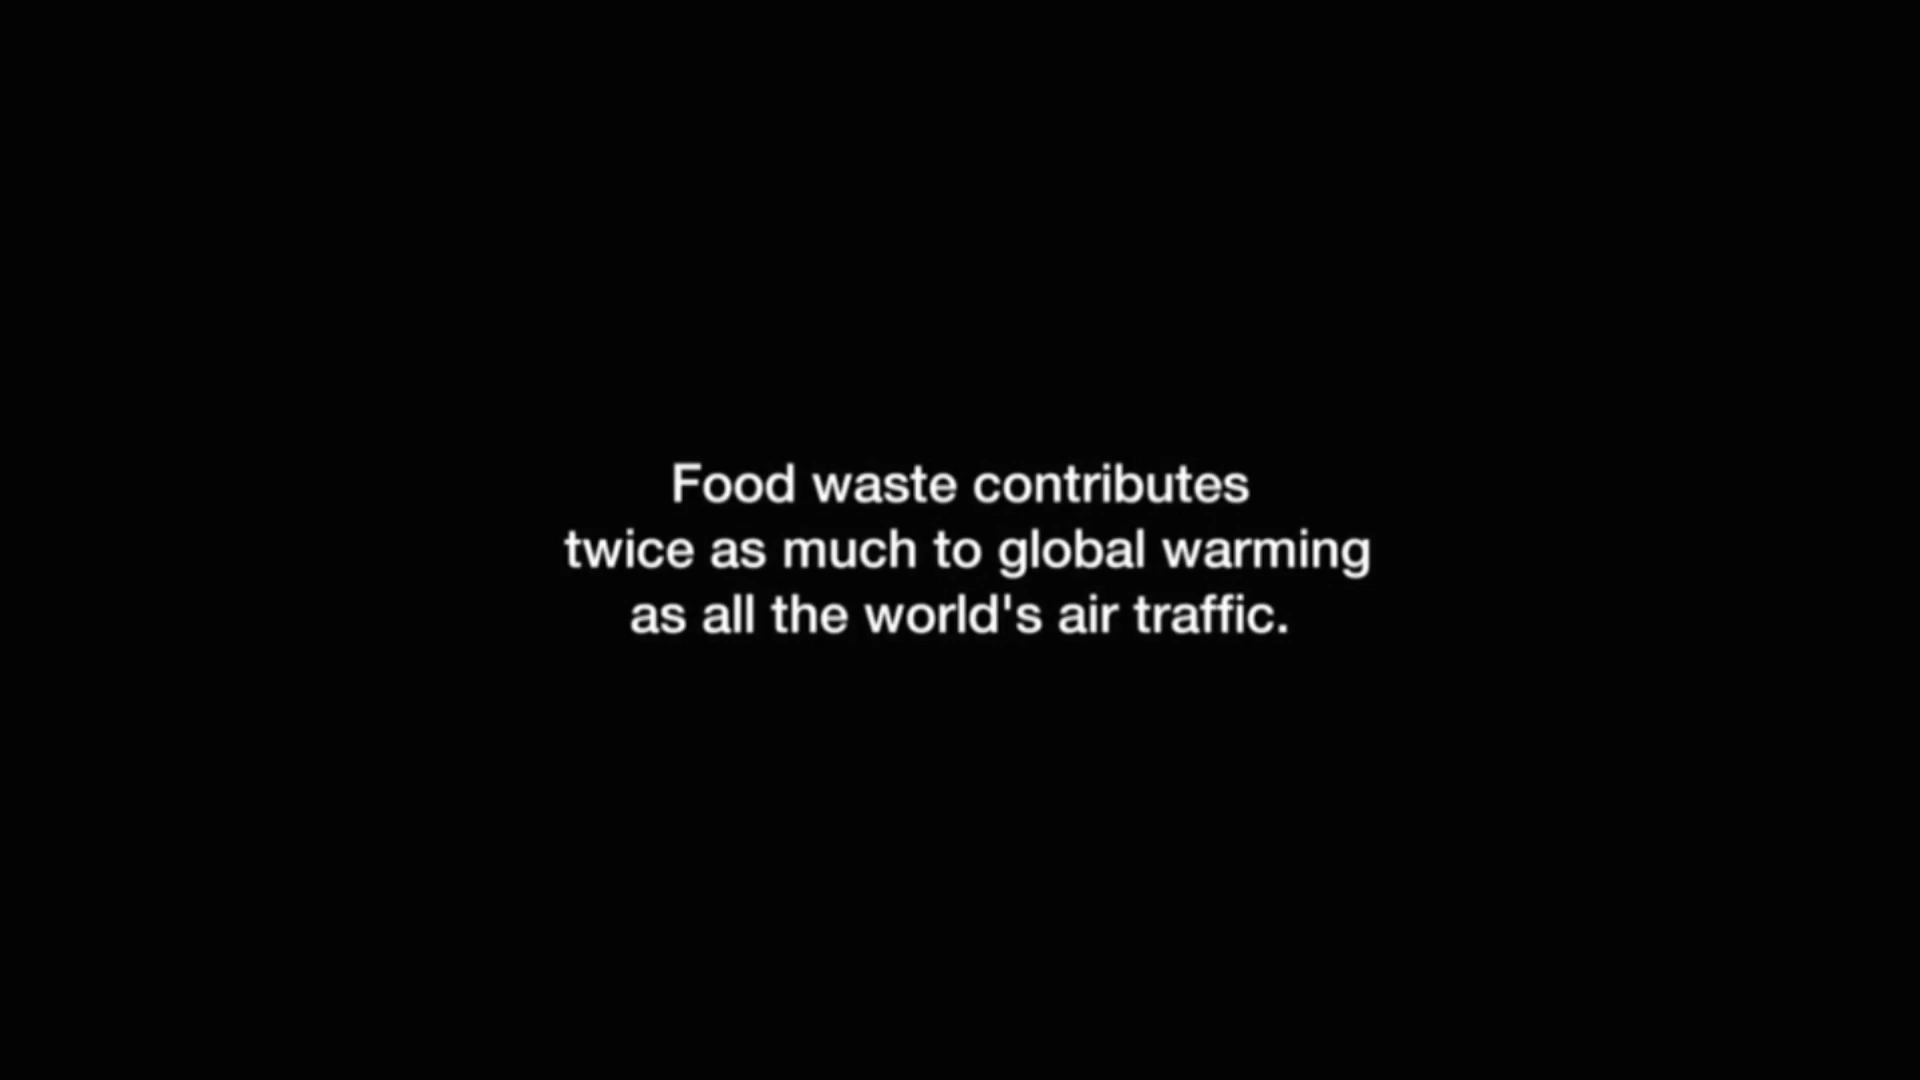 Food waste contributes
twice as much to global warming
as all the world's air traffic.